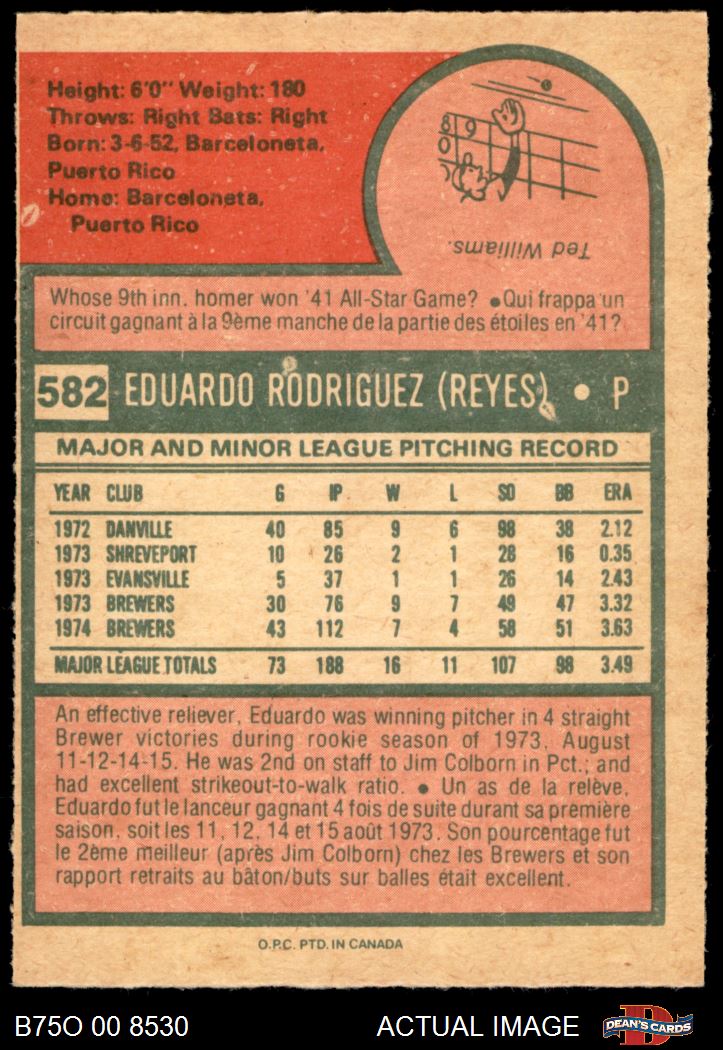 Height: 6'0" Weight: 180
Throws: Right Bats: Right
Born: 3-6-52, Barceloneta,
Puerto Rico
Home: Barceloneta,
Puerto Rico
8 9
0
Ted Williams.
Whose 9th inn. homer won '41 All-Star Game? ● Qui frappa un
circuit gagnant à la 9ème manche de la partie des étoiles en '41?
582 EDUARDO RODRIGUEZ (REYES) ● P
MAJOR AND MINOR LEAGUE PITCHING RECORD
YEAR CLUB G IP W L SO BB ERA
1972 DANVILLE 40 85 9 6 98 38 2.12
1973 SHREVEPORT 10 26 2 1 28 16 0.35
1973 EVANSVILLE 5 37 1 1 26 14 2.43
1973 BREWERS 30 76 9 7 49 47 3.32
1974 BREWERS 43 112 7 4 58 51 3.63
MAJOR LEAGUE TOTALS 73 188 16 11 107 98 3.49
An effective reliever, Eduardo was winning pitcher in 4 straight
Brewer victories during rookie season of 1973, August
11-12-14-15. He was 2nd on staff to Jim Colborn in Pct.; and
had excellent strikeout-to-walk ratio. ● Un as de la relève,
Eduardo fut le lanceur gagnant 4 fois de suite durant sa première
saison, soit les 11, 12, 14 et 15 août 1973. Son pourcentage fut
le 2ème meilleur (après Jim Colborn) chez les Brewers et son
rapport retraits au bâton/buts sur balles était excellent.
O.P.C. PTD. IN CANADA
B75O 00 8530 ACTUAL IMAGE D DEAN'S CARDS